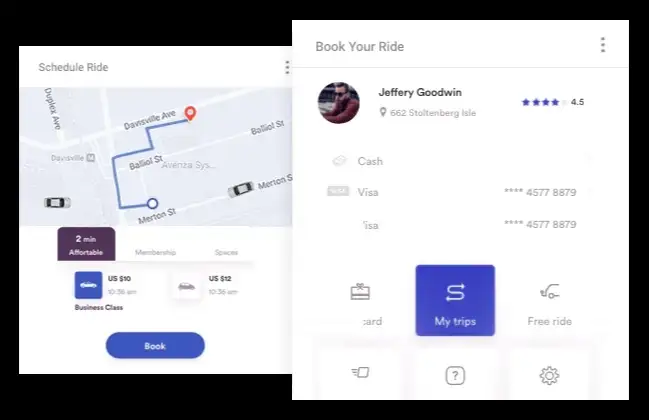 Schedule Ride
Duplex Ave
Davisville Ave
Balliol St
Davisville M
Balliol St
Avenza Sys...
Merton St
Merton St
2 min
Affortable
Membership
Spaces
US $10
10:36 am
US $12
10:36 am
Business Class
Book
Book Your Ride
Jeffery Goodwin
662 Stoltenberg Isle
4.5
Cash
VISA
Visa
**** 4577 8879
isa
**** 4577 8879
card
My trips
Free ride
?